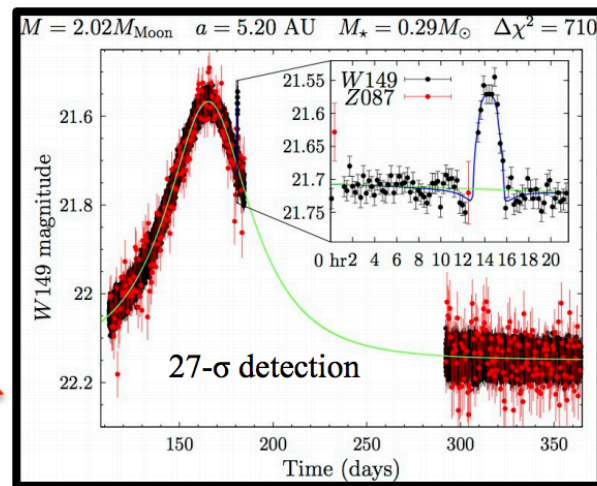 M = 2.02M_Moon a = 5.20 AU M⋆ = 0.29M⊙ Δχ² = 710
W149 magnitude
21.6
21.8
22
22.2
W149
Z087
21.55
21.6
21.65
21.7
21.75
0 hr 2 4 6 8 10 12 14 16 18 20
27-σ detection
150 200 250 300 350
Time (days)